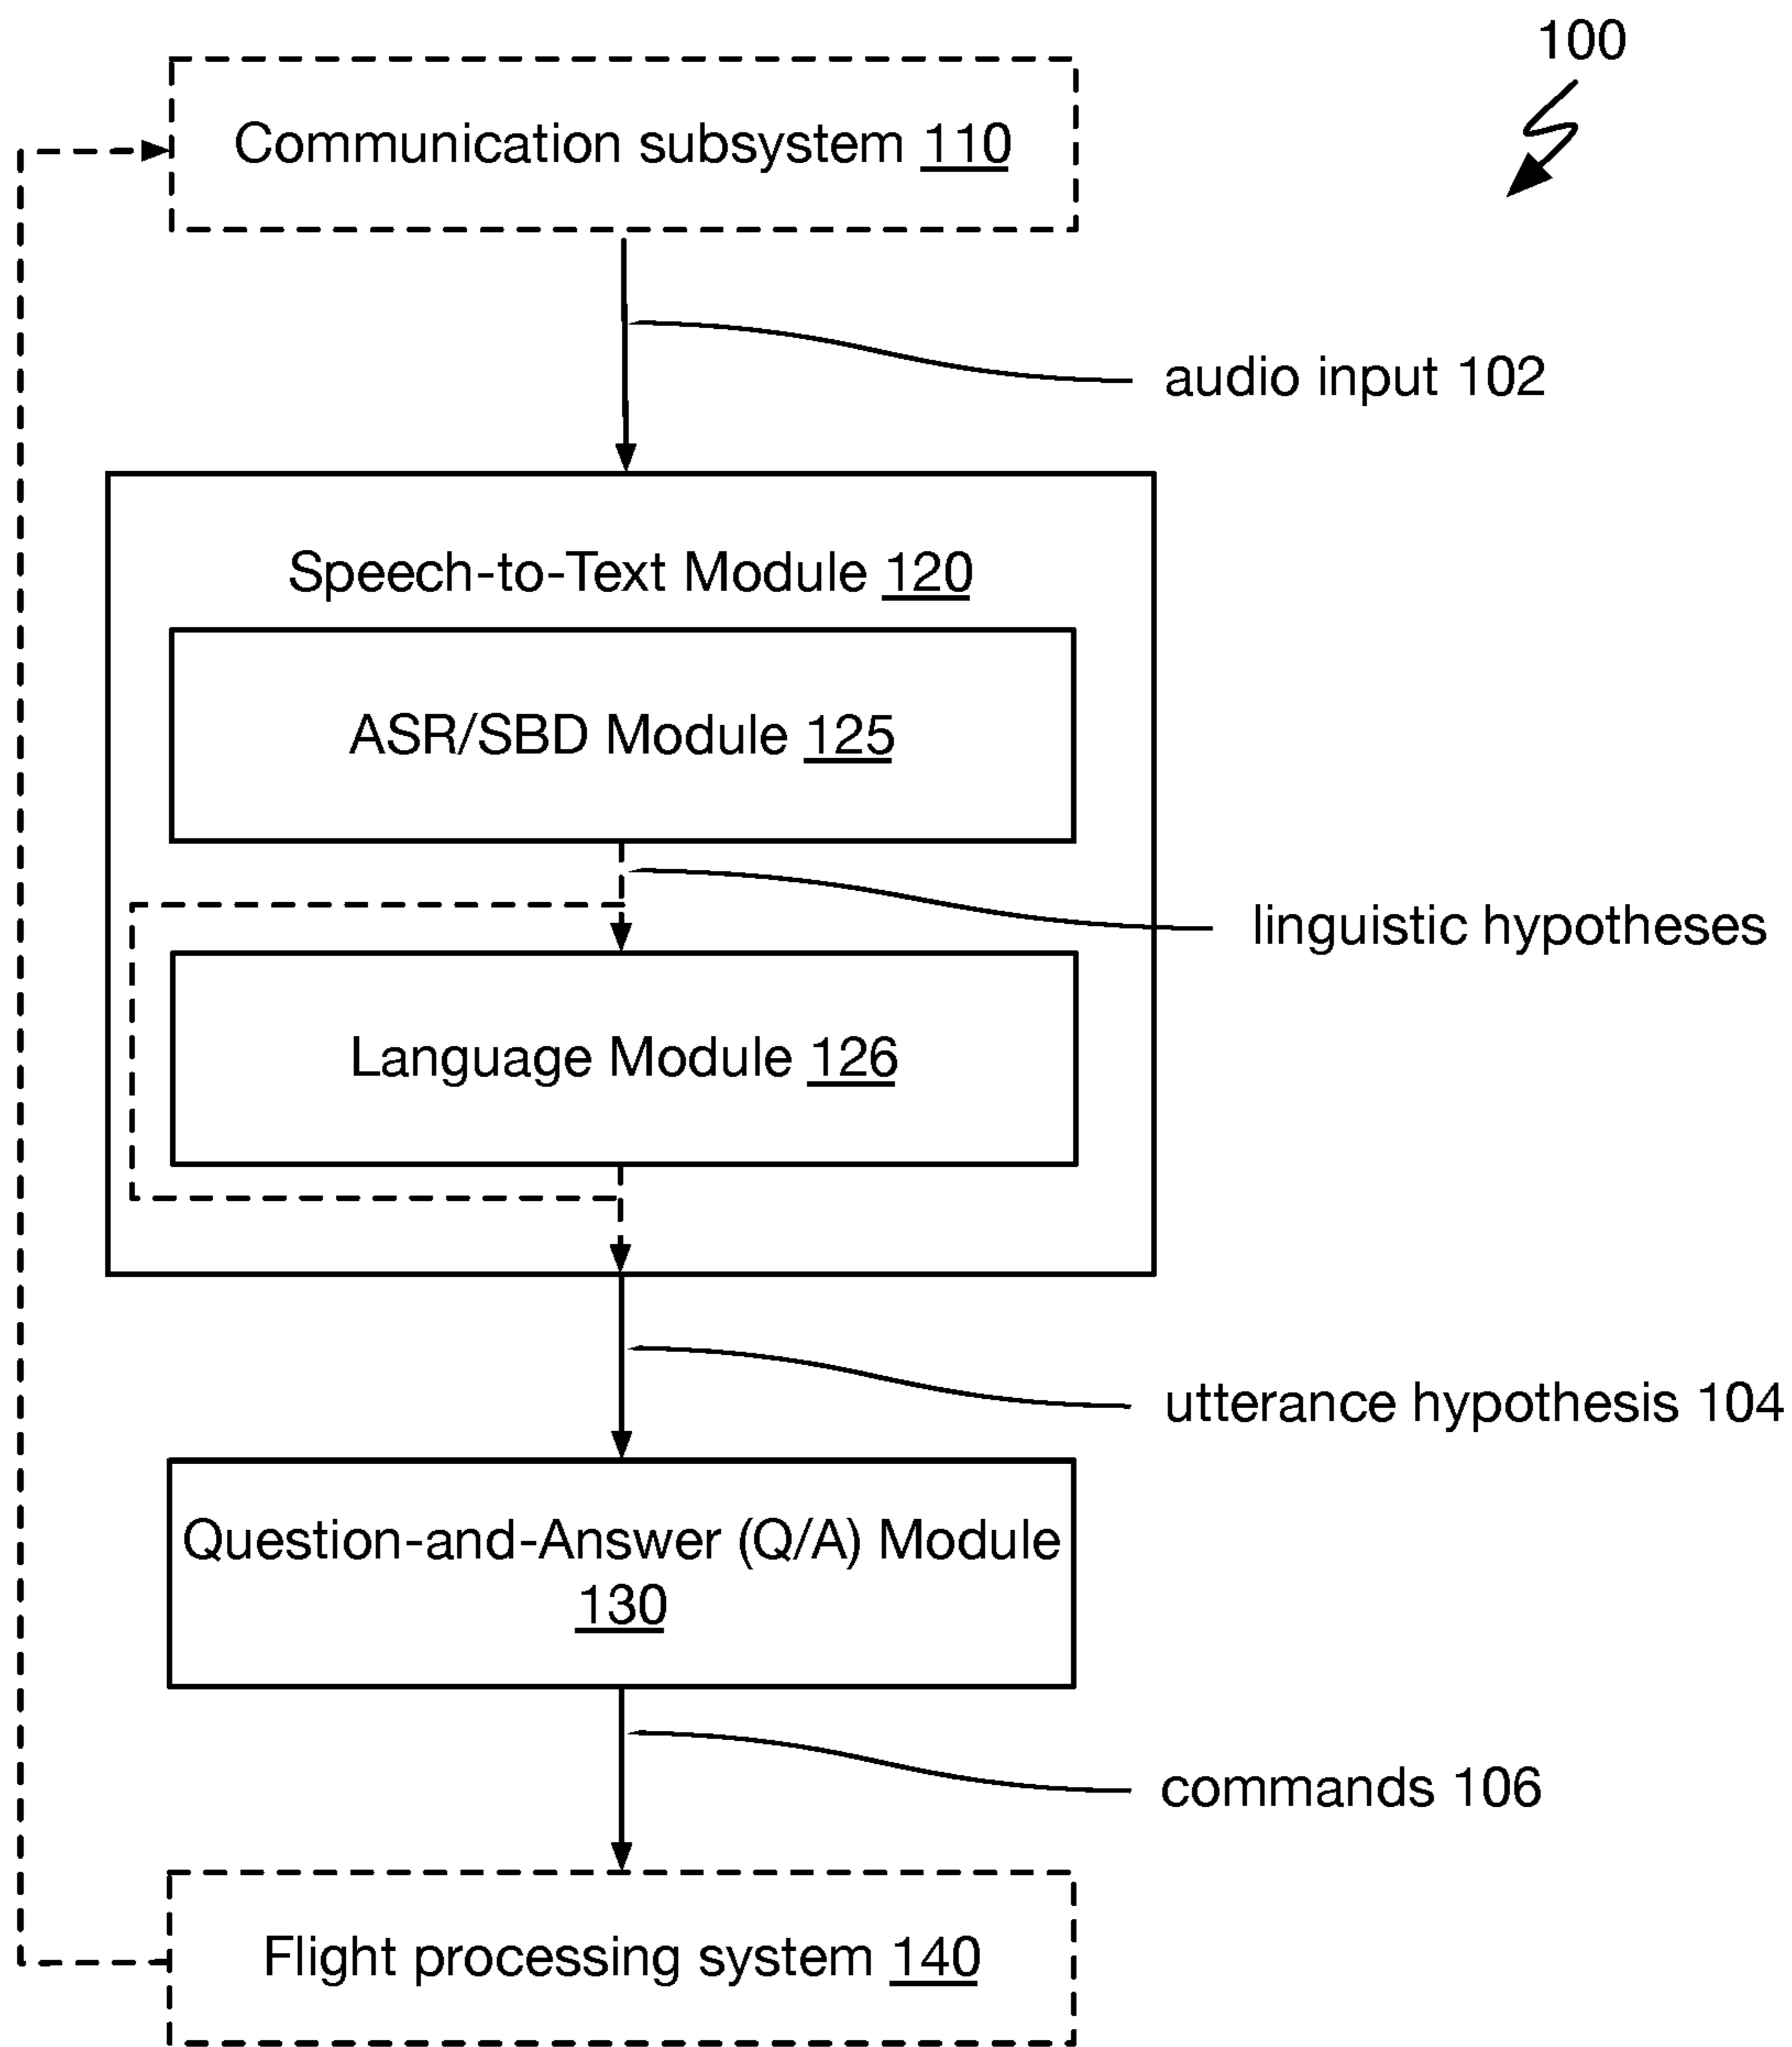 100
Communication subsystem 110
audio input 102
Speech-to-Text Module 120
ASR/SBD Module 125
linguistic hypotheses
Language Module 126
utterance hypothesis 104
Question-and-Answer (Q/A) Module
130
commands 106
Flight processing system 140